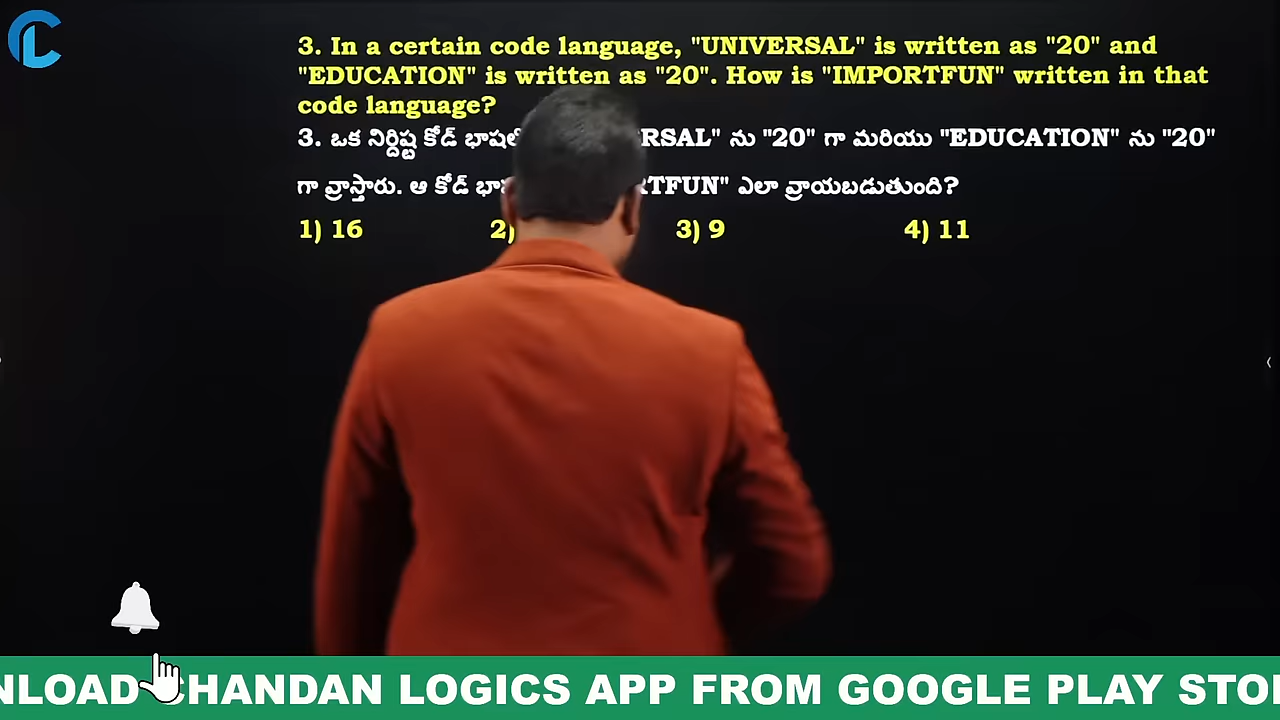 3. In a certain code language, "UNIVERSAL" is written as "20" and
"EDUCATION" is written as "20". How is "IMPORTFUN" written in that
code language?
3. ఒక నిర్దిష్ట కోడ్ RSAL" ను "20" గా మరియు "EDUCATION" ను "20"
గా వ్రాస్తారు. ఆ కోడ్ RTFUN" ఎలా వ్రాయబడుతుంది?
1) 16 2) 3) 9 4) 11
NLOAD CHANDAN LOGICS APP FROM GOOGLE PLAY STO